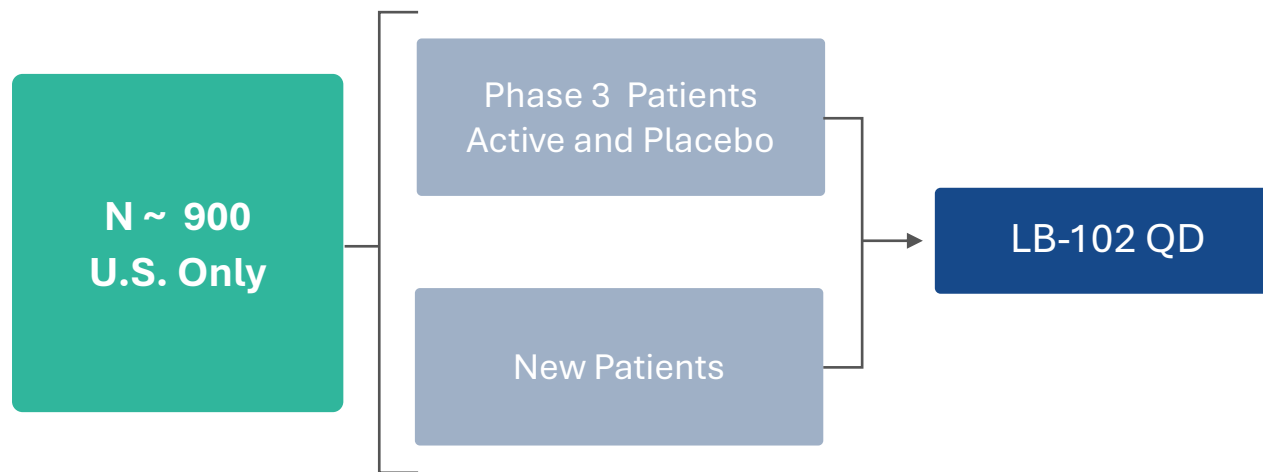 N ~ 900
U.S. Only
Phase 3 Patients
Active and Placebo
New Patients
LB-102 QD